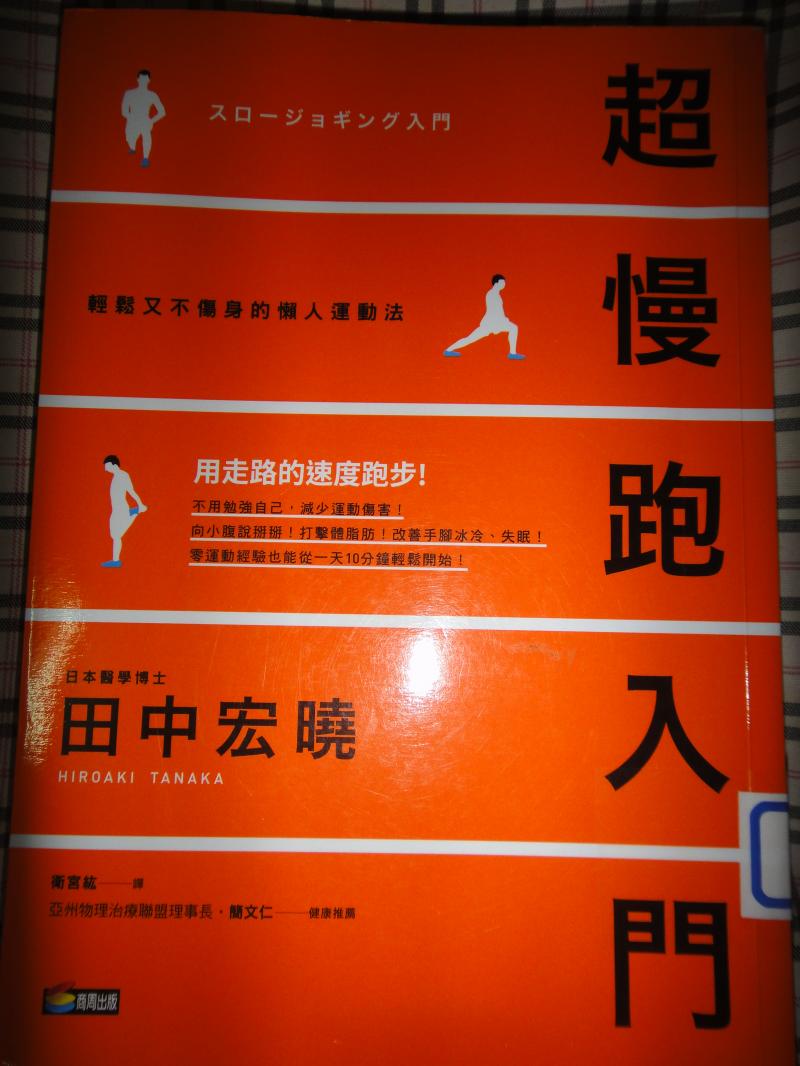 超慢跑入門
スロージョギング入門
輕鬆又不傷身的懶人運動法
用走路的速度跑步!
不用勉強自己，減少運動傷害！
向小腹說掰掰！打擊體脂肪！改善手腳冰冷、失眠！
零運動經驗也能從一天10分鐘輕鬆開始！
日本醫學博士
田中宏曉
HIROAKI TANAKA
衛宮紘——譯
亞州物理治療聯盟理事長・簡文仁——健康推薦
商周出版